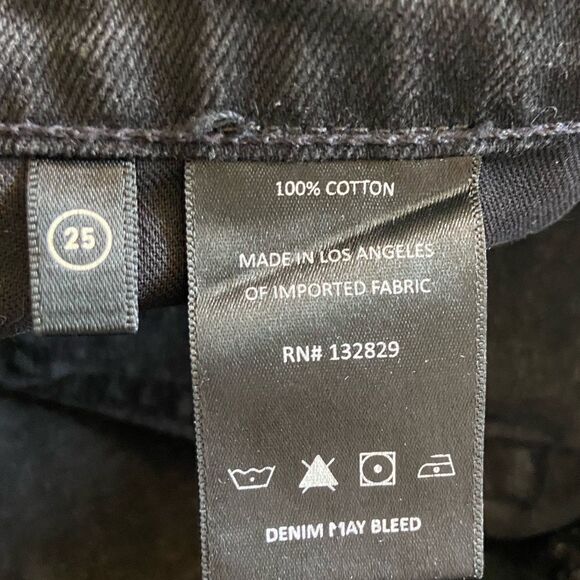 25
100% COTTON
MADE IN LOS ANGELES
OF IMPORTED FABRIC
RN# 132829
DENIM MAY BLEED